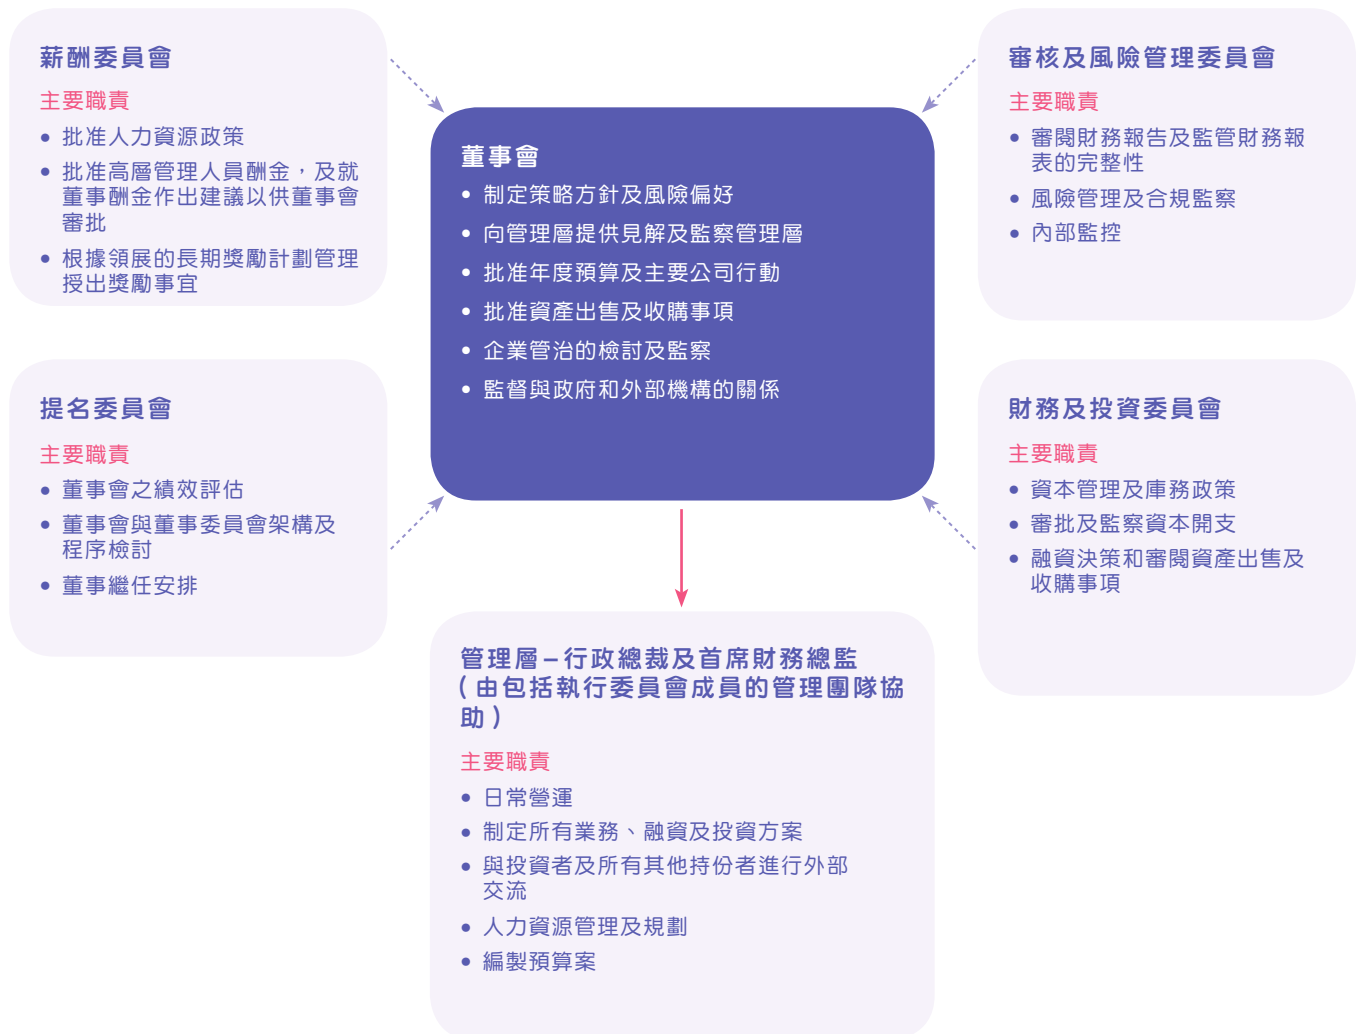 薪酬委員會
主要職責
• 批准人力資源政策
• 批准高層管理人員酬金，及就
董事酬金作出建議以供董事會
審批
• 根據領展的長期獎勵計劃管理
授出獎勵事宜
審核及風險管理委員會
主要職責
• 審閱財務報告及監管財務報
表的完整性
• 風險管理及合規監察
• 內部監控
董事會
• 制定策略方針及風險偏好
• 向管理層提供見解及監察管理層
• 批准年度預算及主要公司行動
• 批准資產出售及收購事項
• 企業管治的檢討及監察
• 監督與政府和外部機構的關係
提名委員會
主要職責
• 董事會之績效評估
• 董事會與董事委員會架構及
程序檢討
• 董事繼任安排
財務及投資委員會
主要職責
• 資本管理及庫務政策
• 審批及監察資本開支
• 融資決策和審閱資產出售及
收購事項
管理層 – 行政總裁及首席財務總監
（由包括執行委員會成員的管理團隊協
助）
主要職責
• 日常營運
• 制定所有業務、融資及投資方案
• 與投資者及所有其他持份者進行外部
交流
• 人力資源管理及規劃
• 編製預算案